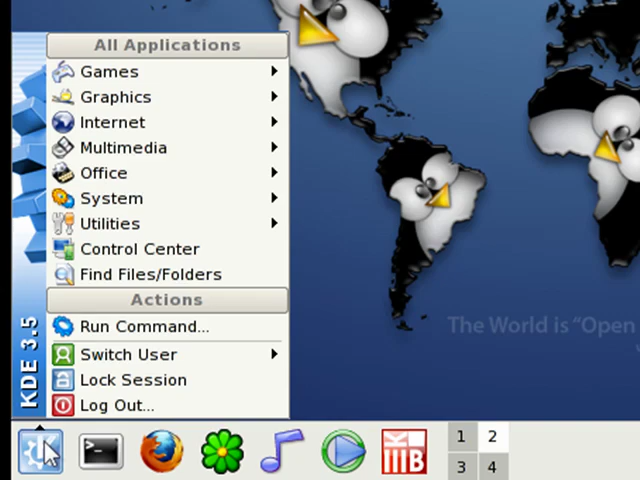 All Applications
Games
Graphics
Internet
Multimedia
Office
System
Utilities
Control Center
Find Files/Folders
Actions
Run Command...
Switch User
Lock Session
Log Out...
KDE 3.5
The World is “Open
>_
KMB
1 2
3 4